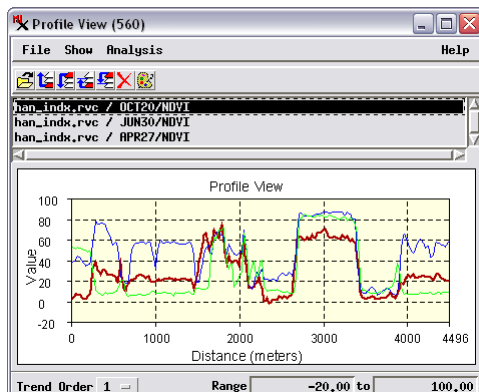 Profile View (560)
File Show Analysis Help
han_indx.rvc / OCT20/NDVI
han_indx.rvc / JUN30/NDVI
han_indx.rvc / APR27/NDVI
Profile View
100
80
60
40
20
0
-20
Value
0 1000 2000 3000 4000 4496
Distance (meters)
Trend Order 1 Range -20.00 to 100.00